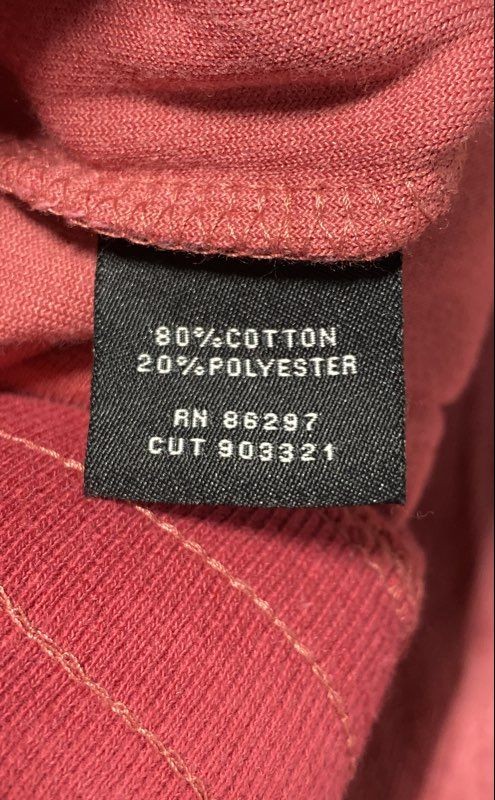 80%COTTON
20%POLYESTER
RN 86297
CUT 903321